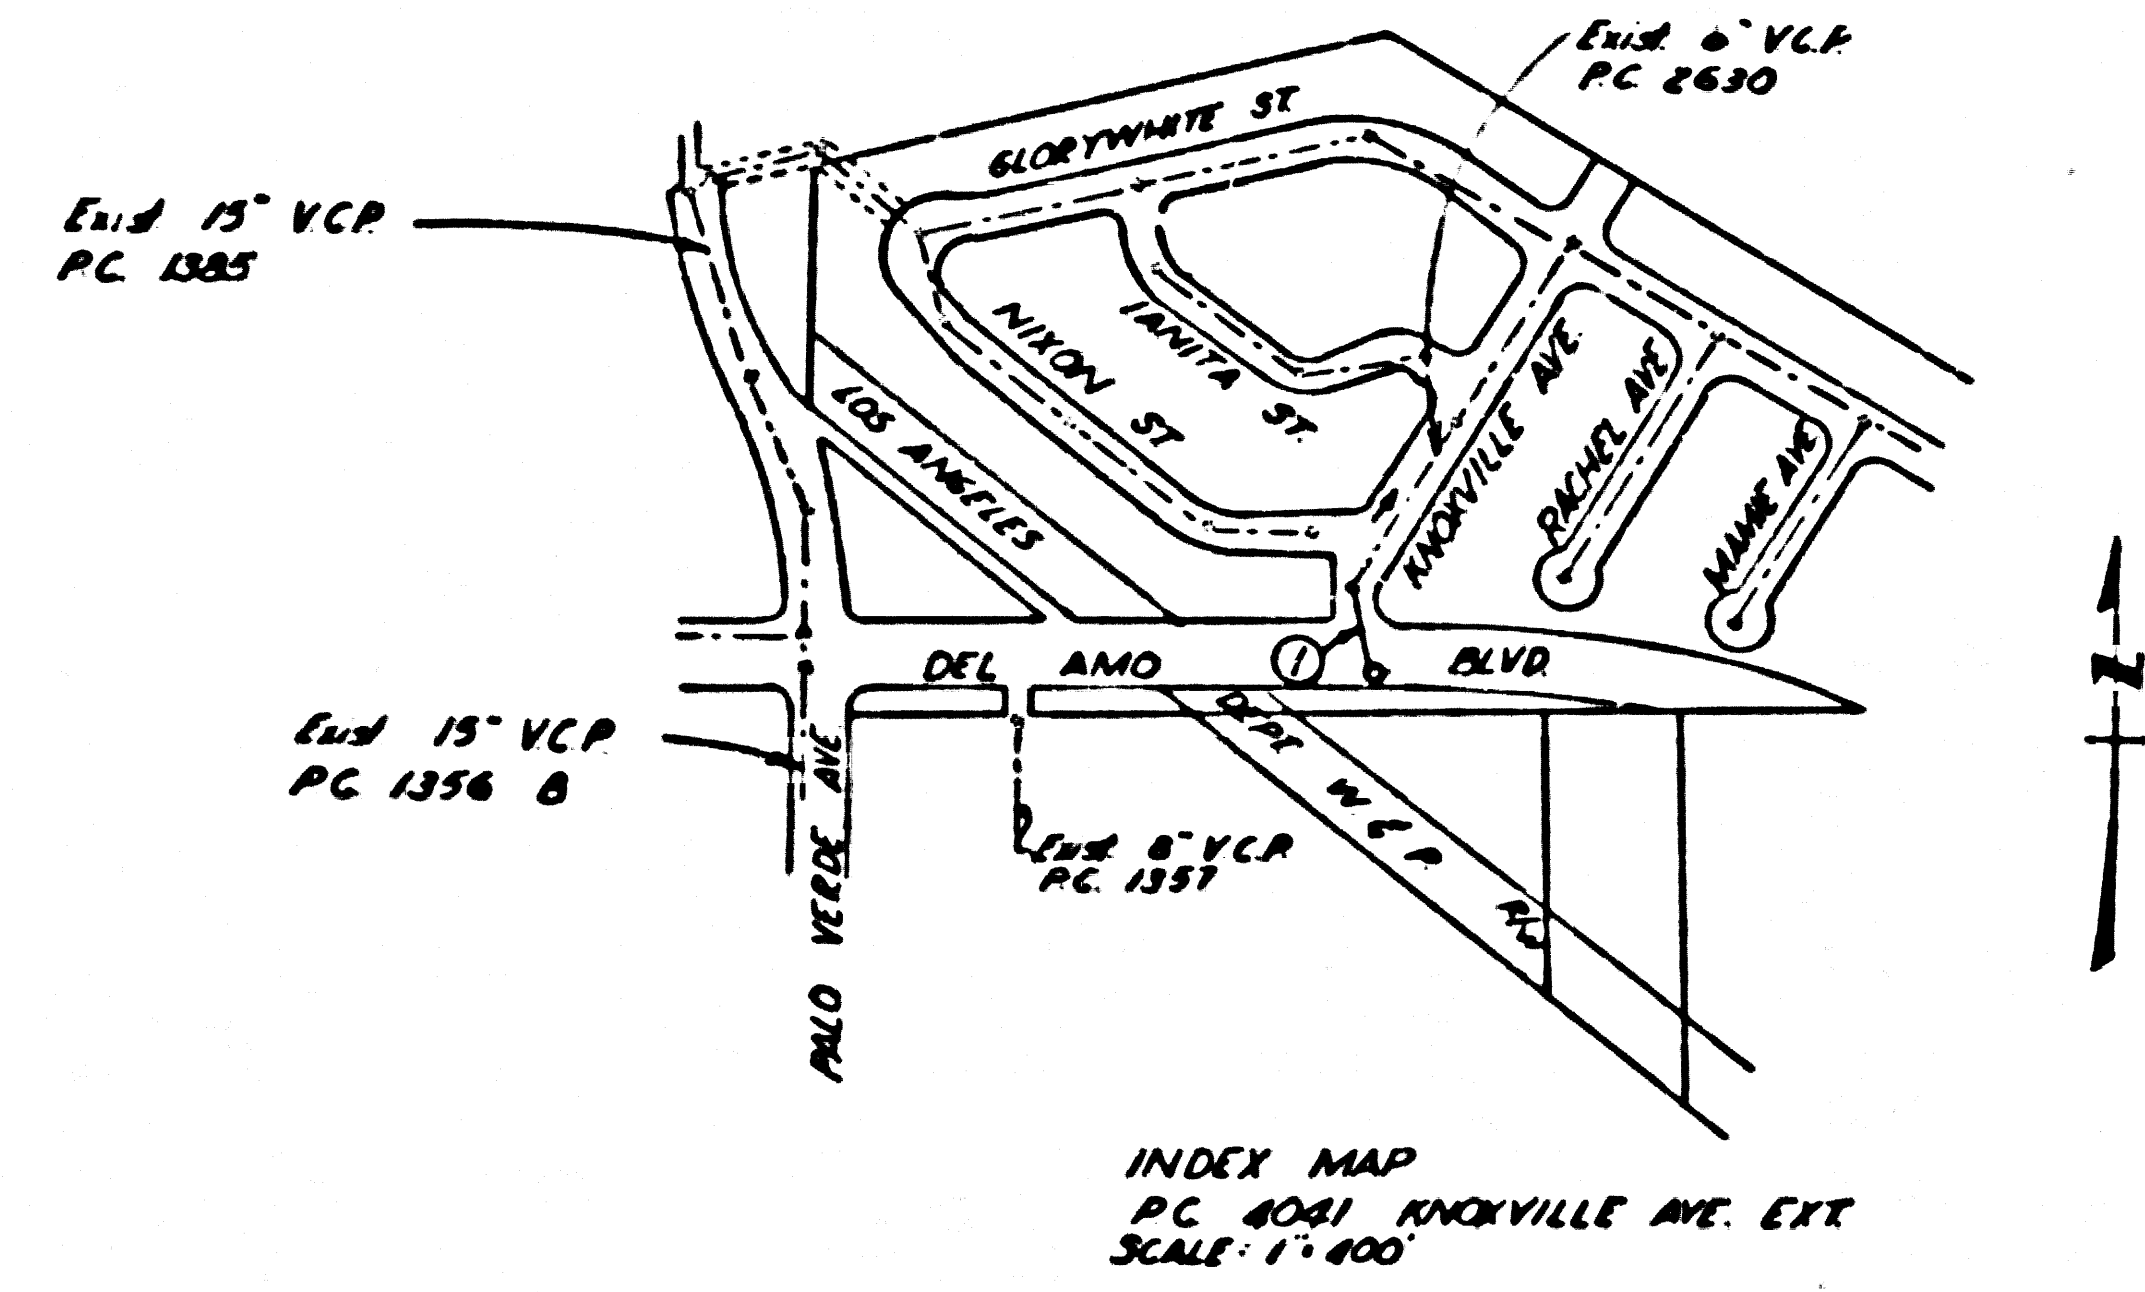 Exist. 6" V.C.P.
P.C. 2630
GLORYWHITE ST.
Exist 15" V.C.P.
P.C. 1385
NIXON ST
IANITA ST.
LOS ANGELES
KNOXVILLE AVE.
RACHEL AVE
MAMIE AVE
DEL AMO BLVD.
1
Exist 15" V.C.P.
P.C. 1356 B
PALO VERDE AVE
Exist 8" V.C.P.
P.C. 1357
DEPT W & P R/W
INDEX MAP
P.C. 4041 KNOXVILLE AVE. EXT.
SCALE: 1" = 400'